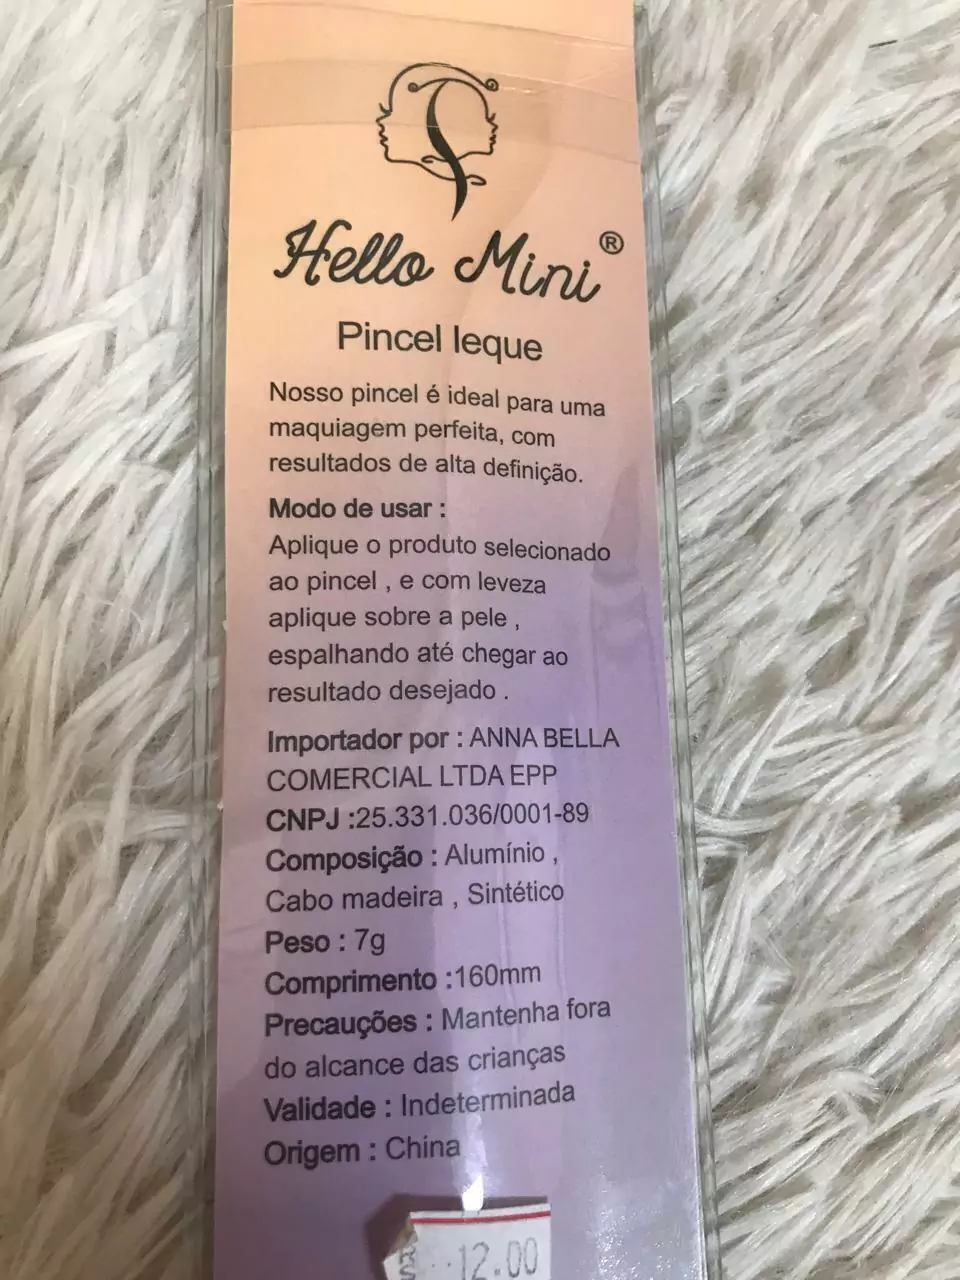 Hello Mini ®
Pincel leque
Nosso pincel é ideal para uma
maquiagem perfeita, com
resultados de alta definição.
Modo de usar :
Aplique o produto selecionado
ao pincel , e com leveza
aplique sobre a pele ,
espalhando até chegar ao
resultado desejado .
Importador por : ANNA BELLA
COMERCIAL LTDA EPP
CNPJ :25.331.036/0001-89
Composição : Alumínio ,
Cabo madeira , Sintético
Peso : 7g
Comprimento :160mm
Precauções : Mantenha fora
do alcance das crianças
Validade : Indeterminada
Origem : China
12.00